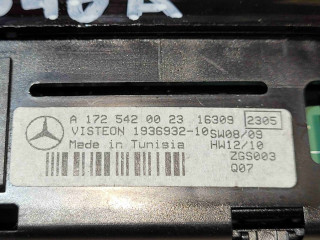 A 172 542 00 23 16309 2305
VISTEON 1936932-10 SW08/09
Made in Tunisia HW12/10
ZGS003
Q07